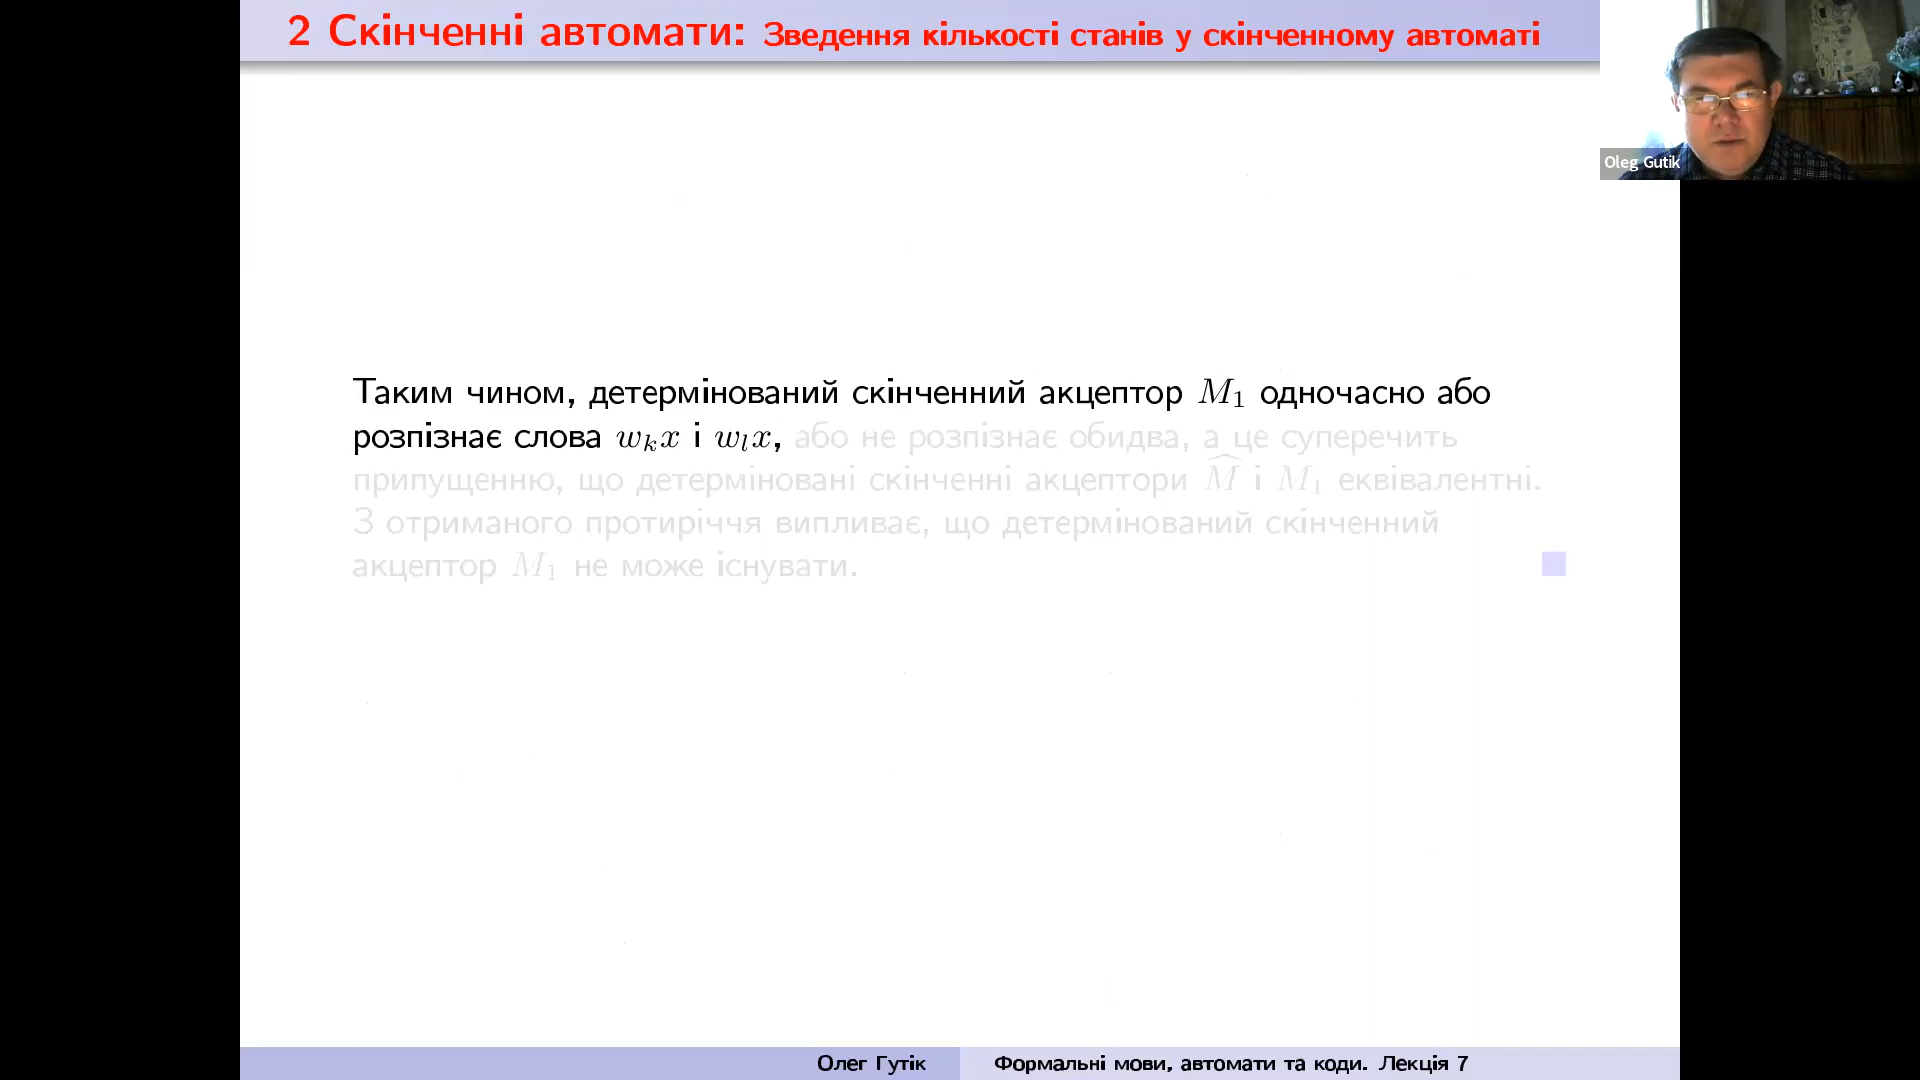 2 Скінченні автомати: Зведення кількості станів у скінченному автоматі
Oleg Gutik
Таким чином, детермінований скінченний акцептор M₁ одночасно або
розпізнає слова wₖx і wₗx, або не розпізнає обидва, а це суперечить
припущенню, що детерміновані скінченні акцептори M̂ і M₁ еквівалентні.
З отриманого протиріччя випливає, що детермінований скінченний
акцептор M₁ не може існувати.
Олег Гутік Формальні мови, автомати та коди. Лекція 7